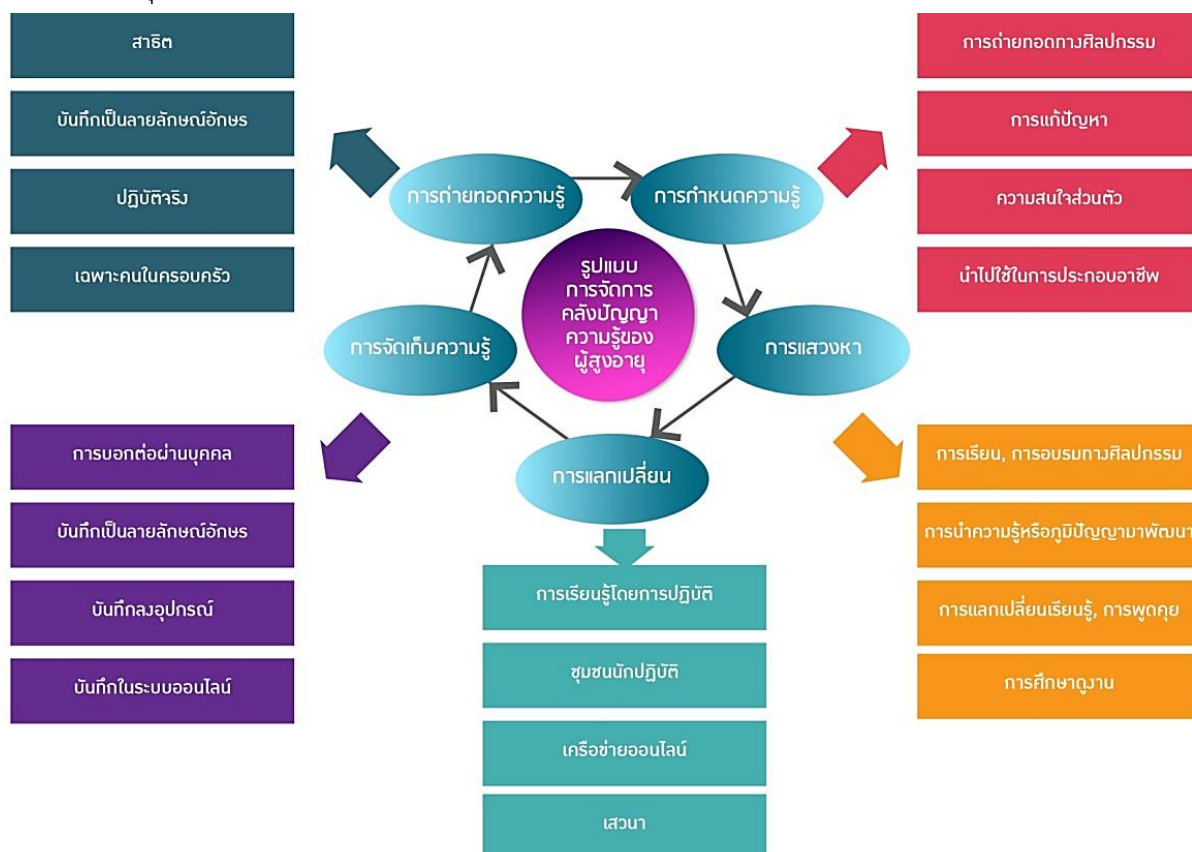 สาธิต
บันทึกเป็นลายลักษณ์อักษร
ปฏิบัติจริง
เฉพาะคนในครอบครัว
การถ่ายทอดทางศิลปกรรม
การแก้ปัญหา
ความสนใจส่วนตัว
นำไปใช้ในการประกอบอาชีพ
การถ่ายทอดความรู้
การกำหนดความรู้
รูปแบบ
การจัดการ
คลังปัญญา
ความรู้ของ
ผู้สูงอายุ
การจัดเก็บความรู้
การแสวงหา
การแลกเปลี่ยน
การบอกต่อผ่านบุคคล
บันทึกเป็นลายลักษณ์อักษร
บันทึกลงอุปกรณ์
บันทึกในระบบออนไลน์
การเรียนรู้โดยการปฏิบัติ
ชุมชนนักปฏิบัติ
เครือข่ายออนไลน์
เสวนา
การเรียน, การอบรมทางศิลปกรรม
การนำความรู้หรือภูมิปัญญามาพัฒนา
การแลกเปลี่ยนเรียนรู้, การพูดคุย
การศึกษาดูงาน